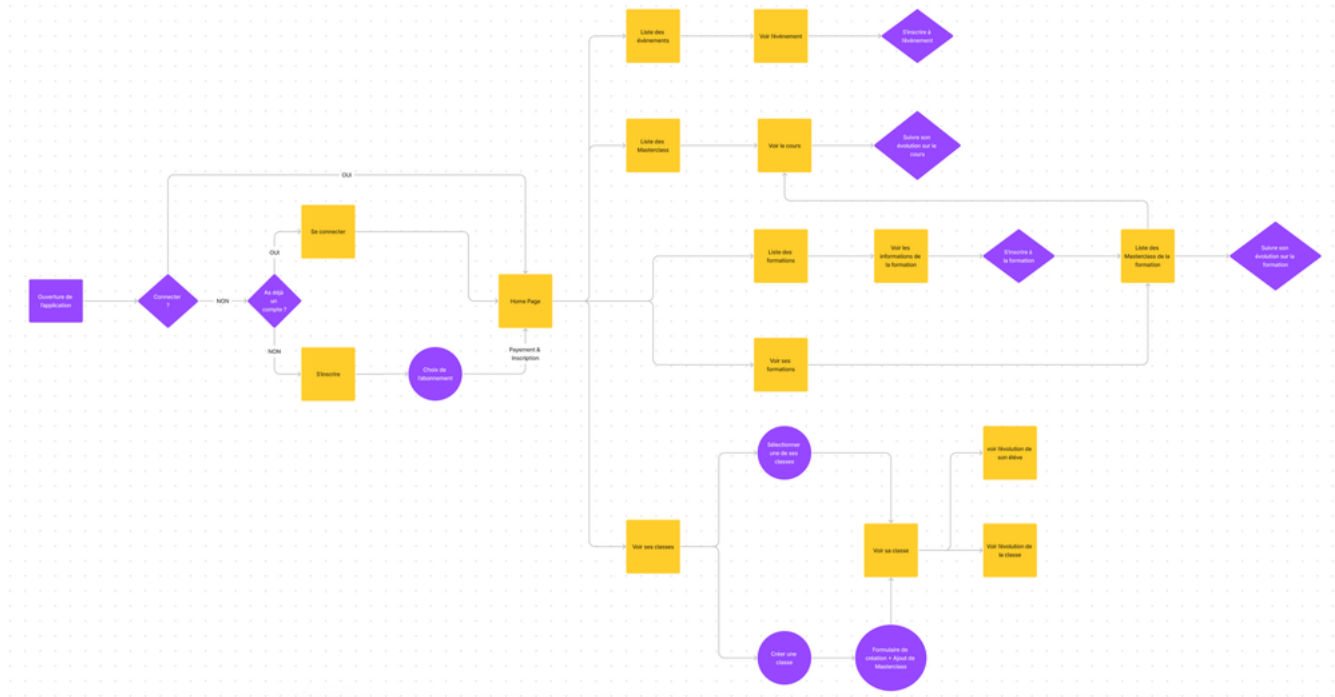 Liste des
évènements
Voir l'évènement
S'inscrire à
l'évènement
Liste des
Masterclass
Voir le cours
Suivre son
évolution sur le
cours
OUI
Se connecter
OUI
Liste des
formations
Voir les
informations de
la formation
S'inscrire à
la formation
Liste des
Masterclass de la
formation
Suivre son
évolution sur la
formation
Ouverture de
l'application
Connecter
?
NON
As déjà
un
compte ?
Home Page
NON
Payement &
Inscription
S'inscrire
Choix de
l'abonnement
Voir ses
formations
Sélectionner
une de ses
classes
voir l'évolution de
son élève
Voir ses classes
Voir sa classe
Voir l'évolution de
la classe
Créer une
classe
Formulaire de
création + Ajout de
Masterclass